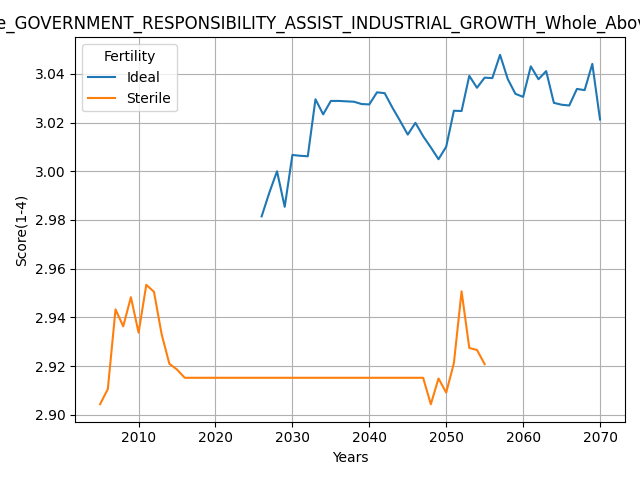 e_GOVERNMENT_RESPONSIBILITY_ASSIST_INDUSTRIAL_GROWTH_Whole_Abov
Fertility
Ideal
Sterile
Score(1-4)
3.04
3.02
3.00
2.98
2.96
2.94
2.92
2.90
2010 2020 2030 2040 2050 2060 2070
Years